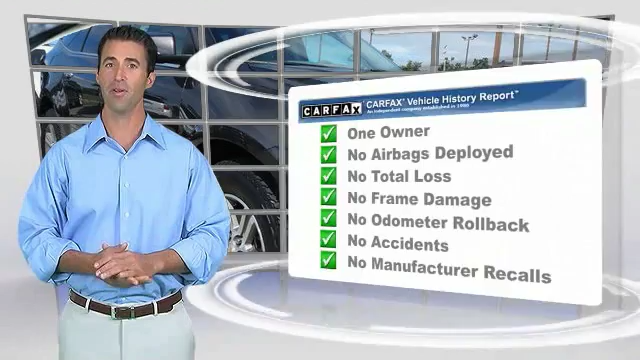 CARFAX CARFAX® Vehicle History Report™
An independent company established in 1986
One Owner
No Airbags Deployed
No Total Loss
No Frame Damage
No Odometer Rollback
No Accidents
No Manufacturer Recalls